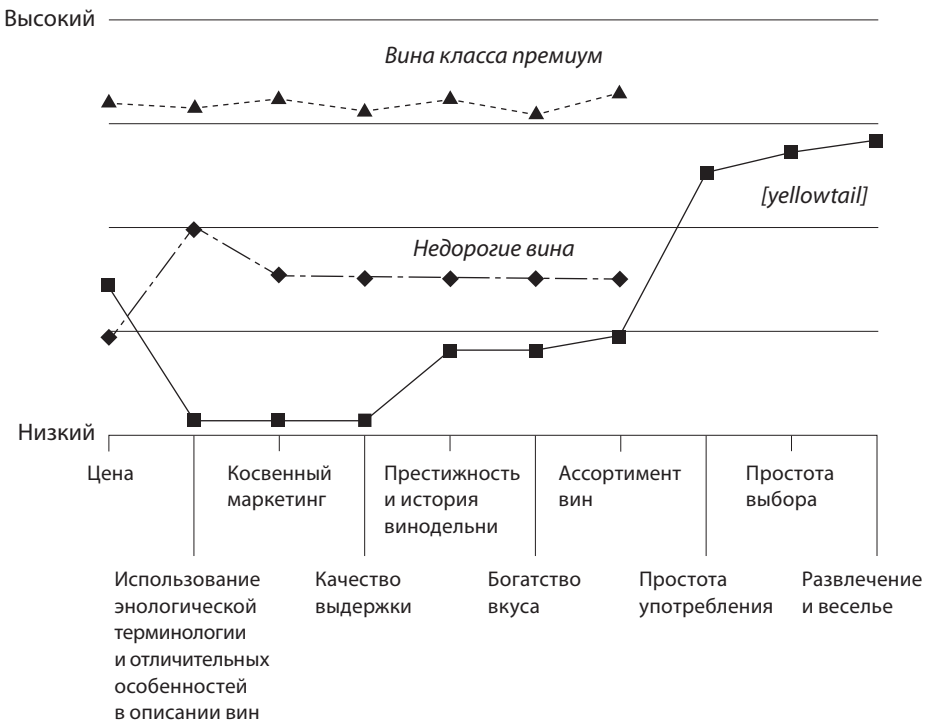 Высокий
Вина класса премиум
[yellowtail]
Недорогие вина
Низкий
Цена
Косвенный
маркетинг
Престижность
и история
винодельни
Ассортимент
вин
Простота
выбора
Использование
энологической
терминологии
и отличительных
особенностей
в описании вин
Качество
выдержки
Богатство
вкуса
Простота
употребления
Развлечение
и веселье